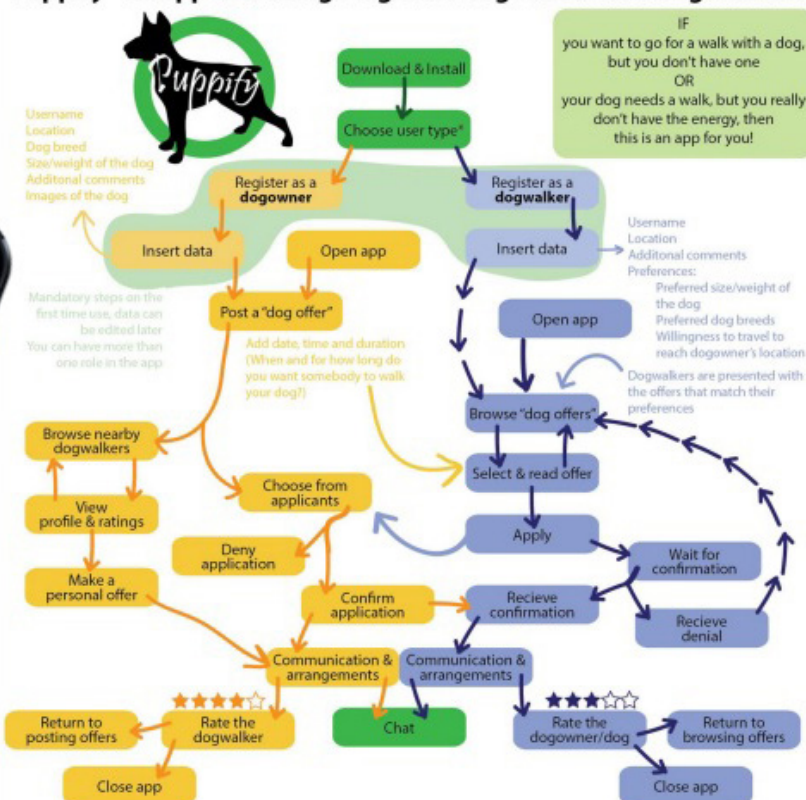 Puppify
IF
you want to go for a walk with a dog,
but you don't have one
OR
your dog needs a walk, but you really
don't have the energy, then
this is an app for you!
Download & Install
Choose user type*
Username
Location
Dog breed
Size/weight of the dog
Additonal comments
Images of the dog
Register as a
dogowner
Register as a
dogwalker
Insert data
Open app
Insert data
Username
Location
Additonal comments
Preferences:
Preferred size/weight of
the dog
Preferred dog breeds
Willingness to travel to
reach dogowner's location
Mandatory steps on the
first time use, data can
be edited later
You can have more than
one role in the app
Post a "dog offer"
Open app
Add date, time and duration
(When and for how long do
you want somebody to walk
your dog?)
Dogwalkers are presented with
the offers that match their
preferences
Browse "dog offers"
Browse nearby
dogwalkers
Select & read offer
Choose from
applicants
View
profile & ratings
Apply
Deny
application
Wait for
confirmation
Make a
personal offer
Confirm
application
Recieve
confirmation
Recieve
denial
Communication &
arrangements
Communication &
arrangements
Return to
posting offers
Rate the
dogwalker
Chat
Rate the
dogowner/dog
Return to
browsing offers
Close app
Close app